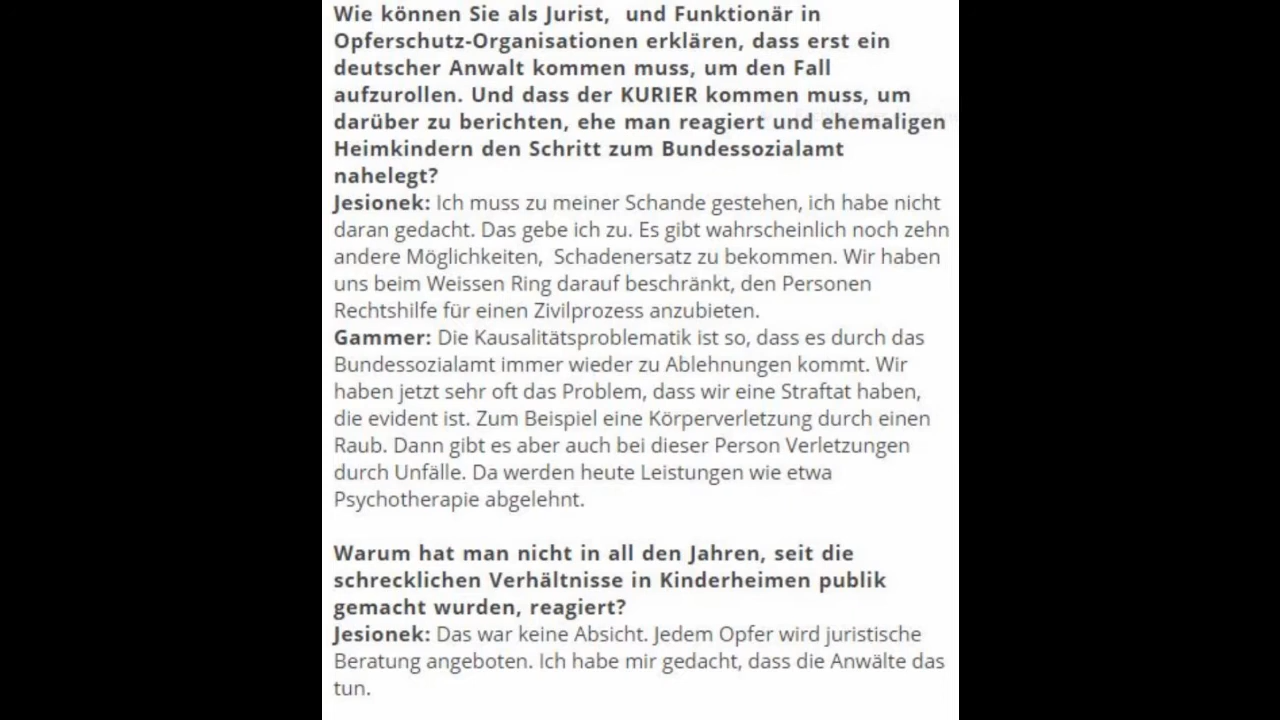 Wie können Sie als Jurist,  und Funktionär in
Opferschutz-Organisationen erklären, dass erst ein
deutscher Anwalt kommen muss, um den Fall
aufzurollen. Und dass der KURIER kommen muss, um
darüber zu berichten, ehe man reagiert und ehemaligen
Heimkindern den Schritt zum Bundessozialamt
nahelegt?
Jesionek: Ich muss zu meiner Schande gestehen, ich habe nicht
daran gedacht. Das gebe ich zu. Es gibt wahrscheinlich noch zehn
andere Möglichkeiten,  Schadenersatz zu bekommen. Wir haben
uns beim Weissen Ring darauf beschränkt, den Personen
Rechtshilfe für einen Zivilprozess anzubieten.
Gammer: Die Kausalitätsproblematik ist so, dass es durch das
Bundessozialamt immer wieder zu Ablehnungen kommt. Wir
haben jetzt sehr oft das Problem, dass wir eine Straftat haben,
die evident ist. Zum Beispiel eine Körperverletzung durch einen
Raub. Dann gibt es aber auch bei dieser Person Verletzungen
durch Unfälle. Da werden heute Leistungen wie etwa
Psychotherapie abgelehnt.
Warum hat man nicht in all den Jahren, seit die
schrecklichen Verhältnisse in Kinderheimen publik
gemacht wurden, reagiert?
Jesionek: Das war keine Absicht. Jedem Opfer wird juristische
Beratung angeboten. Ich habe mir gedacht, dass die Anwälte das
tun.